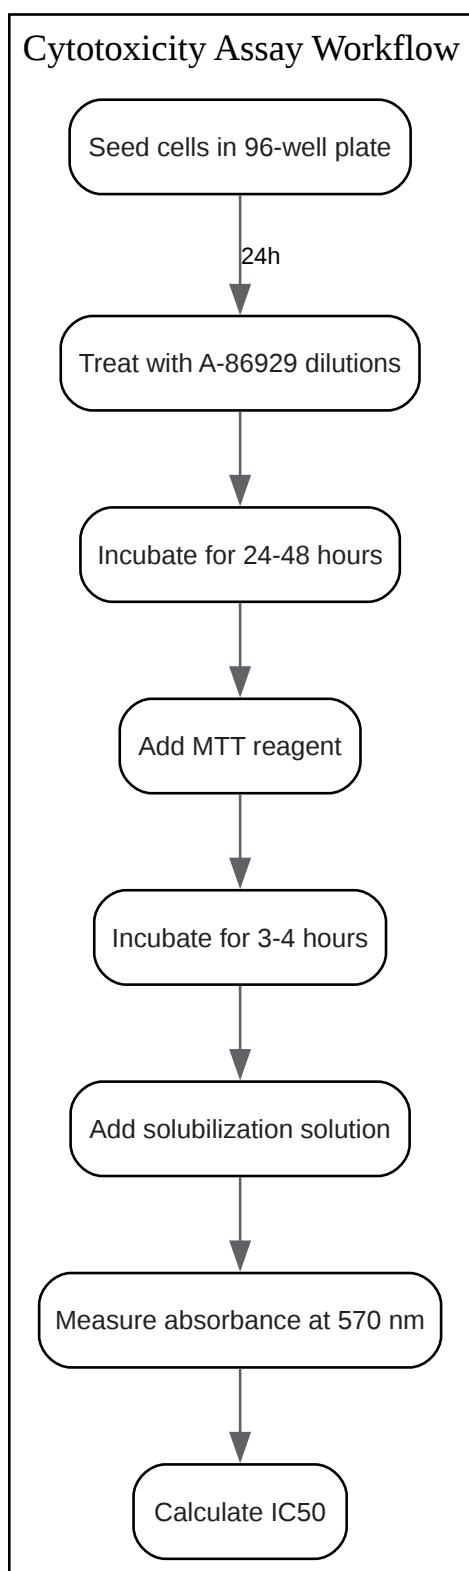 Cytotoxicity Assay Workflow
Seed cells in 96-well plate
24h
Treat with A-86929 dilutions
Incubate for 24-48 hours
Add MTT reagent
Incubate for 3-4 hours
Add solubilization solution
Measure absorbance at 570 nm
Calculate IC50